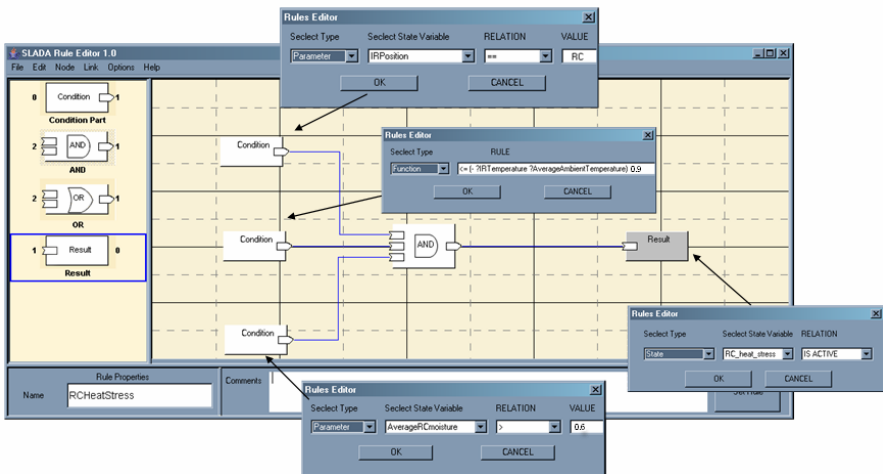 Rules Editor
Seclect Type Seclect State Variable RELATION VALUE
Parameter IRPosition == RC
OK CANCEL
SLADA Rule Editor 1.0
File Edit Node Link Options Help
0 Condition 1
Condition Part
2 AND 1
AND
2 OR 1
OR
1 Result 0
Result
Condition
Rules Editor
Seclect Type RULE
Function <= (- ?IRTemperature ?AverageAmbientTemperature) 0.9
OK CANCEL
Condition
AND
Result
Condition
Rules Editor
Seclect Type Seclect State Variable RELATION
State RC_heat_stress IS ACTIVE
OK CANCEL
Rule Properties
Name RCHeatStress
Comments
Set Rule
Rules Editor
Seclect Type Seclect State Variable RELATION VALUE
Parameter AverageRCmoisture > 0.6
OK CANCEL